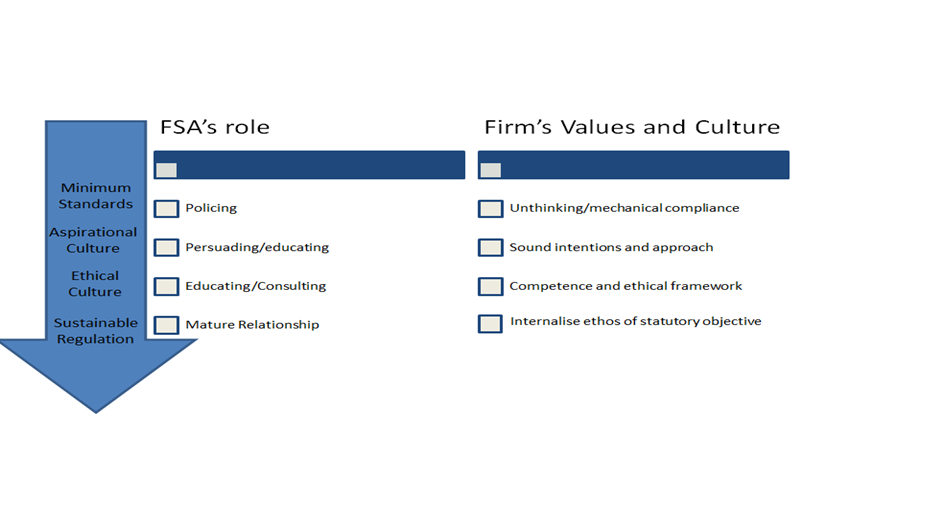 FSA's role
Firm's Values and Culture
Minimum
Standards
Policing
Unthinking/mechanical compliance
Aspirational
Culture
Persuading/educating
Sound intentions and approach
Ethical
Culture
Educating/Consulting
Competence and ethical framework
Sustainable
Regulation
Mature Relationship
Internalise ethos of statutory objective